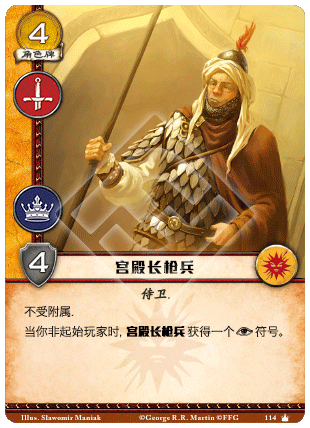 4
角色牌
4
宫殿长枪兵
侍卫.
不受附属.
当你非起始玩家时, 宫殿长枪兵 获得一个 符号。
Illus. Slawomir Maniak ©George R.R. Martin ©FFG 114